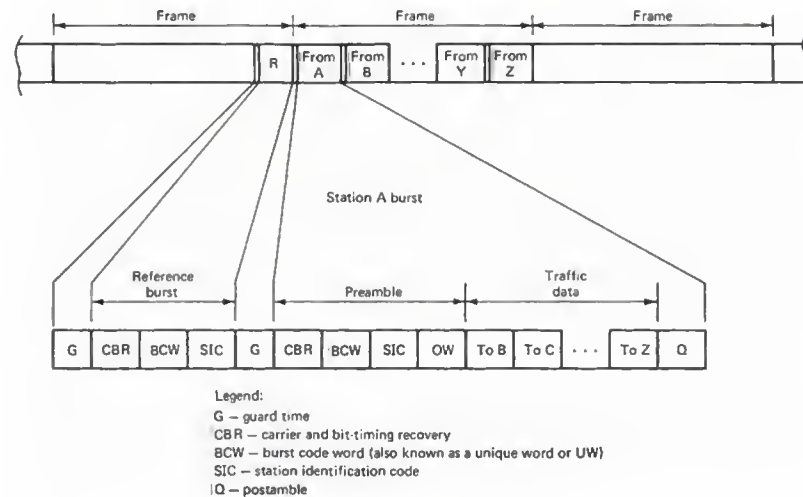 Frame Frame Frame
R From A From B . . . From Y From Z
Station A burst
Reference burst Preamble Traffic data
G CBR BCW SIC G CBR BCW SIC OW To B To C . . . To Z Q
Legend:
G — guard time
CBR — carrier and bit-timing recovery
BCW — burst code word (also known as a unique word or UW)
SIC — station identification code
Q — postamble